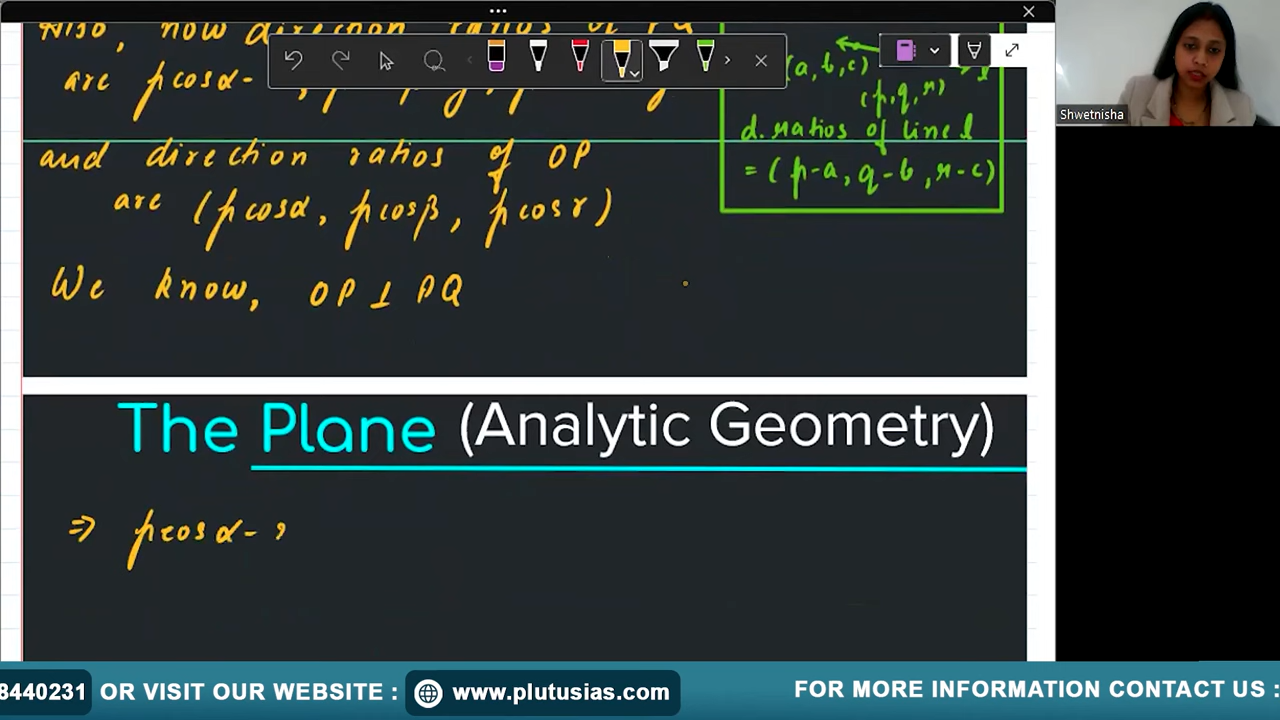 Also, now direction ratios of PQ
are pcosα-
and direction ratios of OP
are (pcosα, pcosβ, pcosγ)
We know, OP ⊥ PQ
(a, b, c)
(p, q, r)
d. ratios of line l
= (p-a, q-b, r-c)
Shwetnisha
The Plane (Analytic Geometry)
⇒ pcosα-
8440231 OR VISIT OUR WEBSITE : www.plutusias.com FOR MORE INFORMATION CONTACT US :